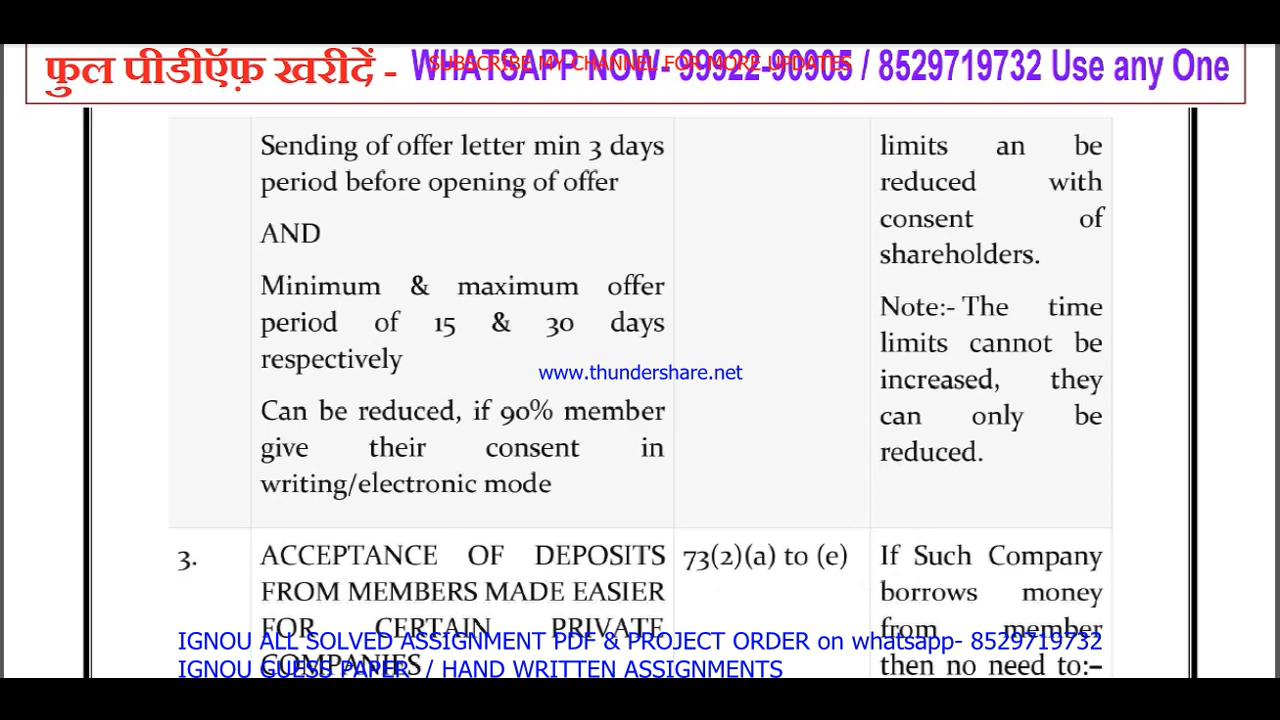 फुल पीडीऍफ़ खरीदें - WHATSAPP NOW- 99922-90905 / 8529719732 Use any One
SUBSCRIBE MY CHANNEL FOR MORE UPDATES
Sending of offer letter min 3 days
period before opening of offer
AND
Minimum & maximum offer
period of 15 & 30 days
respectively
Can be reduced, if 90% member
give their consent in
writing/electronic mode
limits an be
reduced with
consent of
shareholders.
Note:- The time
limits cannot be
increased, they
can only be
reduced.
www.thundershare.net
3.
ACCEPTANCE OF DEPOSITS
FROM MEMBERS MADE EASIER
FOR CERTAIN PRIVATE
COMPANIES
73(2)(a) to (e)
If Such Company
borrows money
from member
then no need to:–
IGNOU ALL SOLVED ASSIGNMENT PDF & PROJECT ORDER on whatsapp- 8529719732
IGNOU GUESS PAPER / HAND WRITTEN ASSIGNMENTS